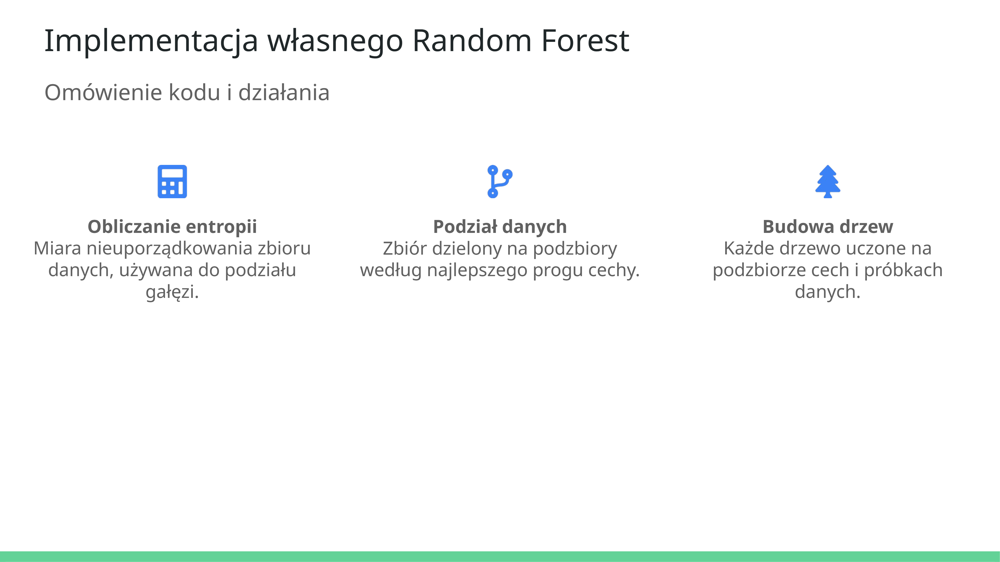 Implementacja własnego Random Forest
Omówienie kodu i działania
Obliczanie entropii
Miara nieuporządkowania zbioru
danych, używana do podziału
gałęzi.
Podział danych
Zbiór dzielony na podzbiory
według najlepszego progu cechy.
Budowa drzew
Każde drzewo uczone na
podzbiorze cech i próbkach
danych.